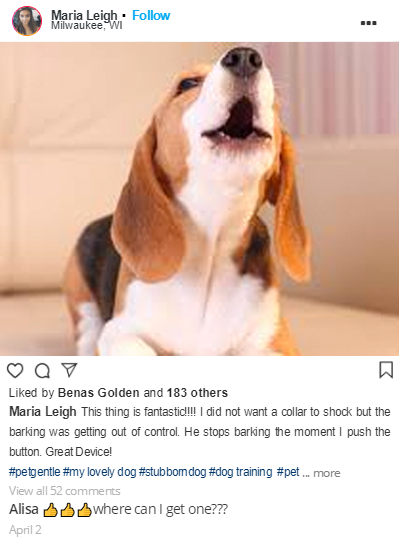 Maria Leigh • Follow
Milwaukee, WI
Liked by Benas Golden and 183 others
Maria Leigh This thing is fantastic!!!! I did not want a collar to shock but the
barking was getting out of control. He stops barking the moment I push the
button. Great Device!
#petgentle #my lovely dog #stubborndog #dog training #pet ... more
View all 52 comments
Alisa 👍👍👍where can I get one???
April 2